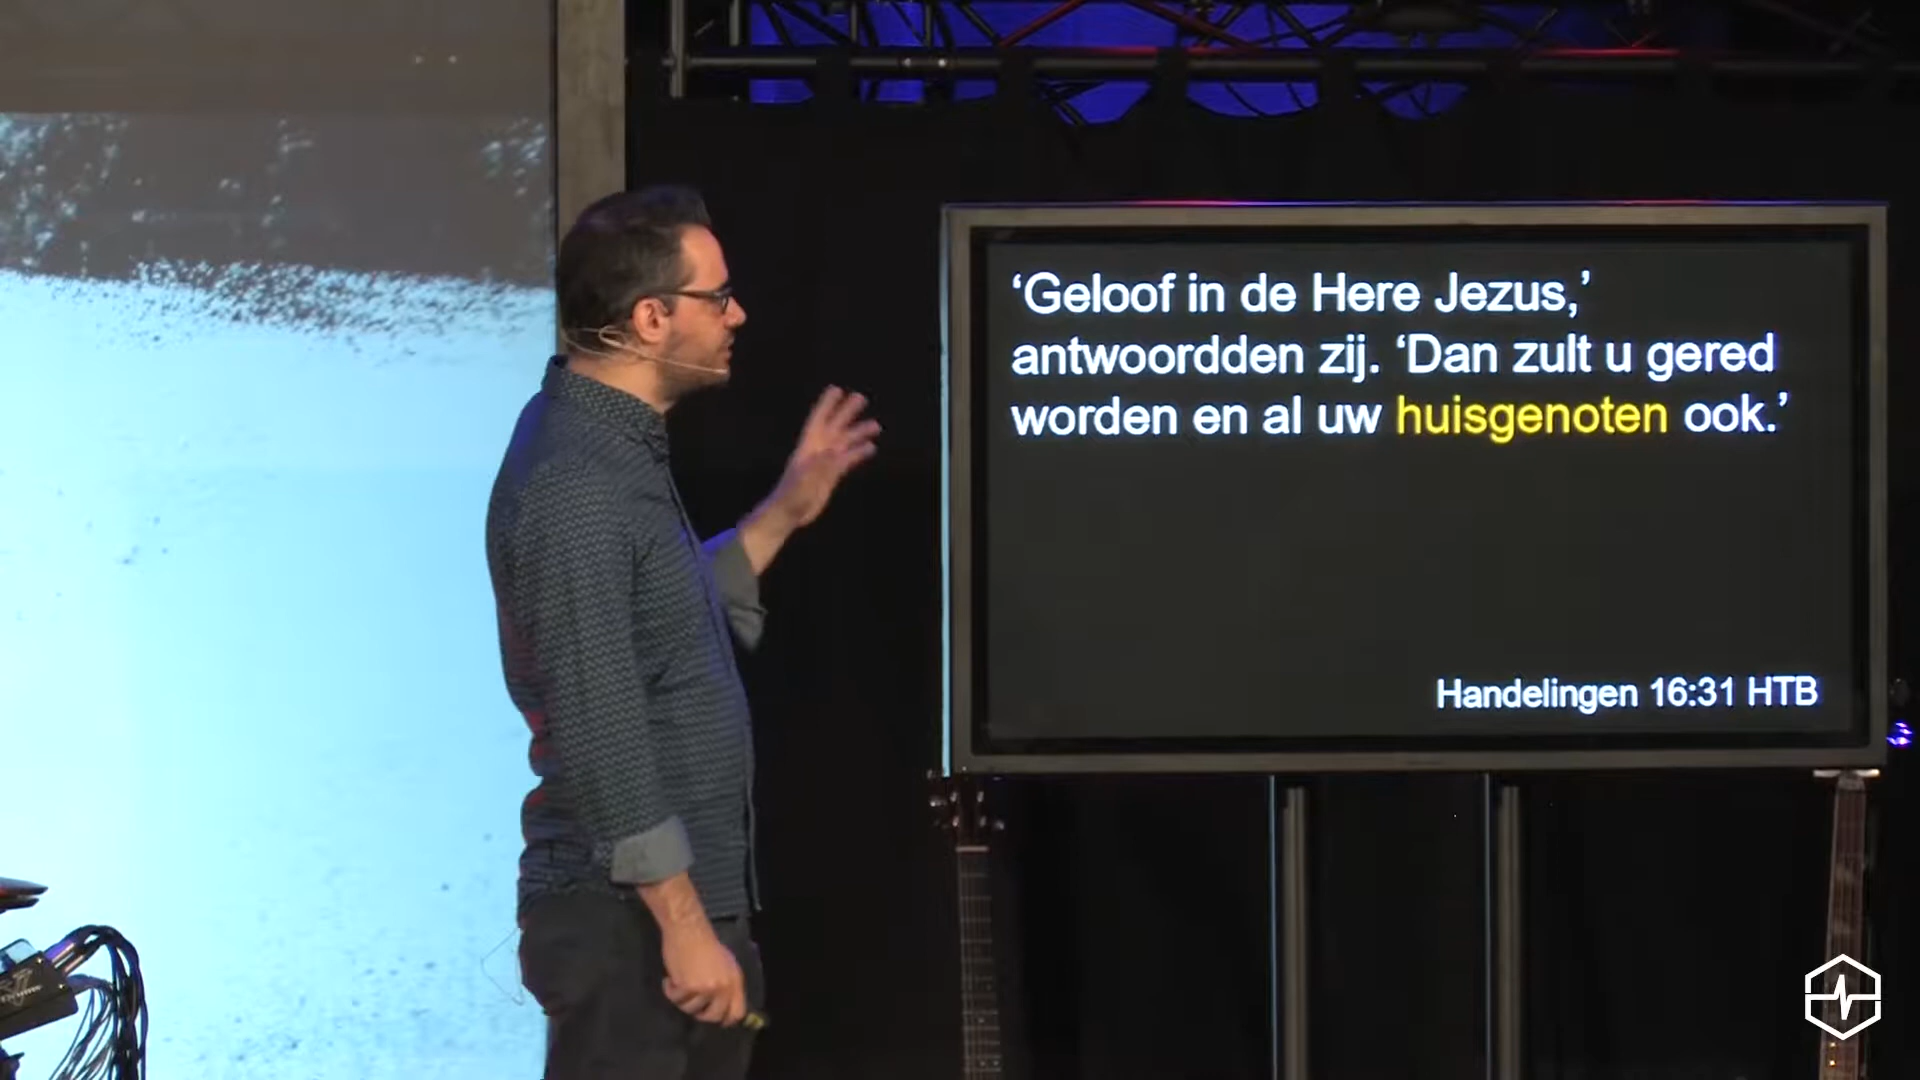 ‘Geloof in de Here Jezus,’
antwoordden zij. ‘Dan zult u gered
worden en al uw huisgenoten ook.’
Handelingen 16:31 HTB